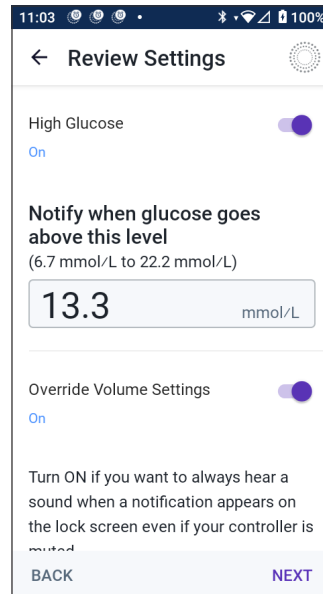 11:03
100%
Review Settings
High Glucose
On
Notify when glucose goes
above this level
(6.7 mmol/L to 22.2 mmol/L)
13.3 mmol/L
Override Volume Settings
On
Turn ON if you want to always hear a
sound when a notification appears on
the lock screen even if your controller is
muted
BACK NEXT